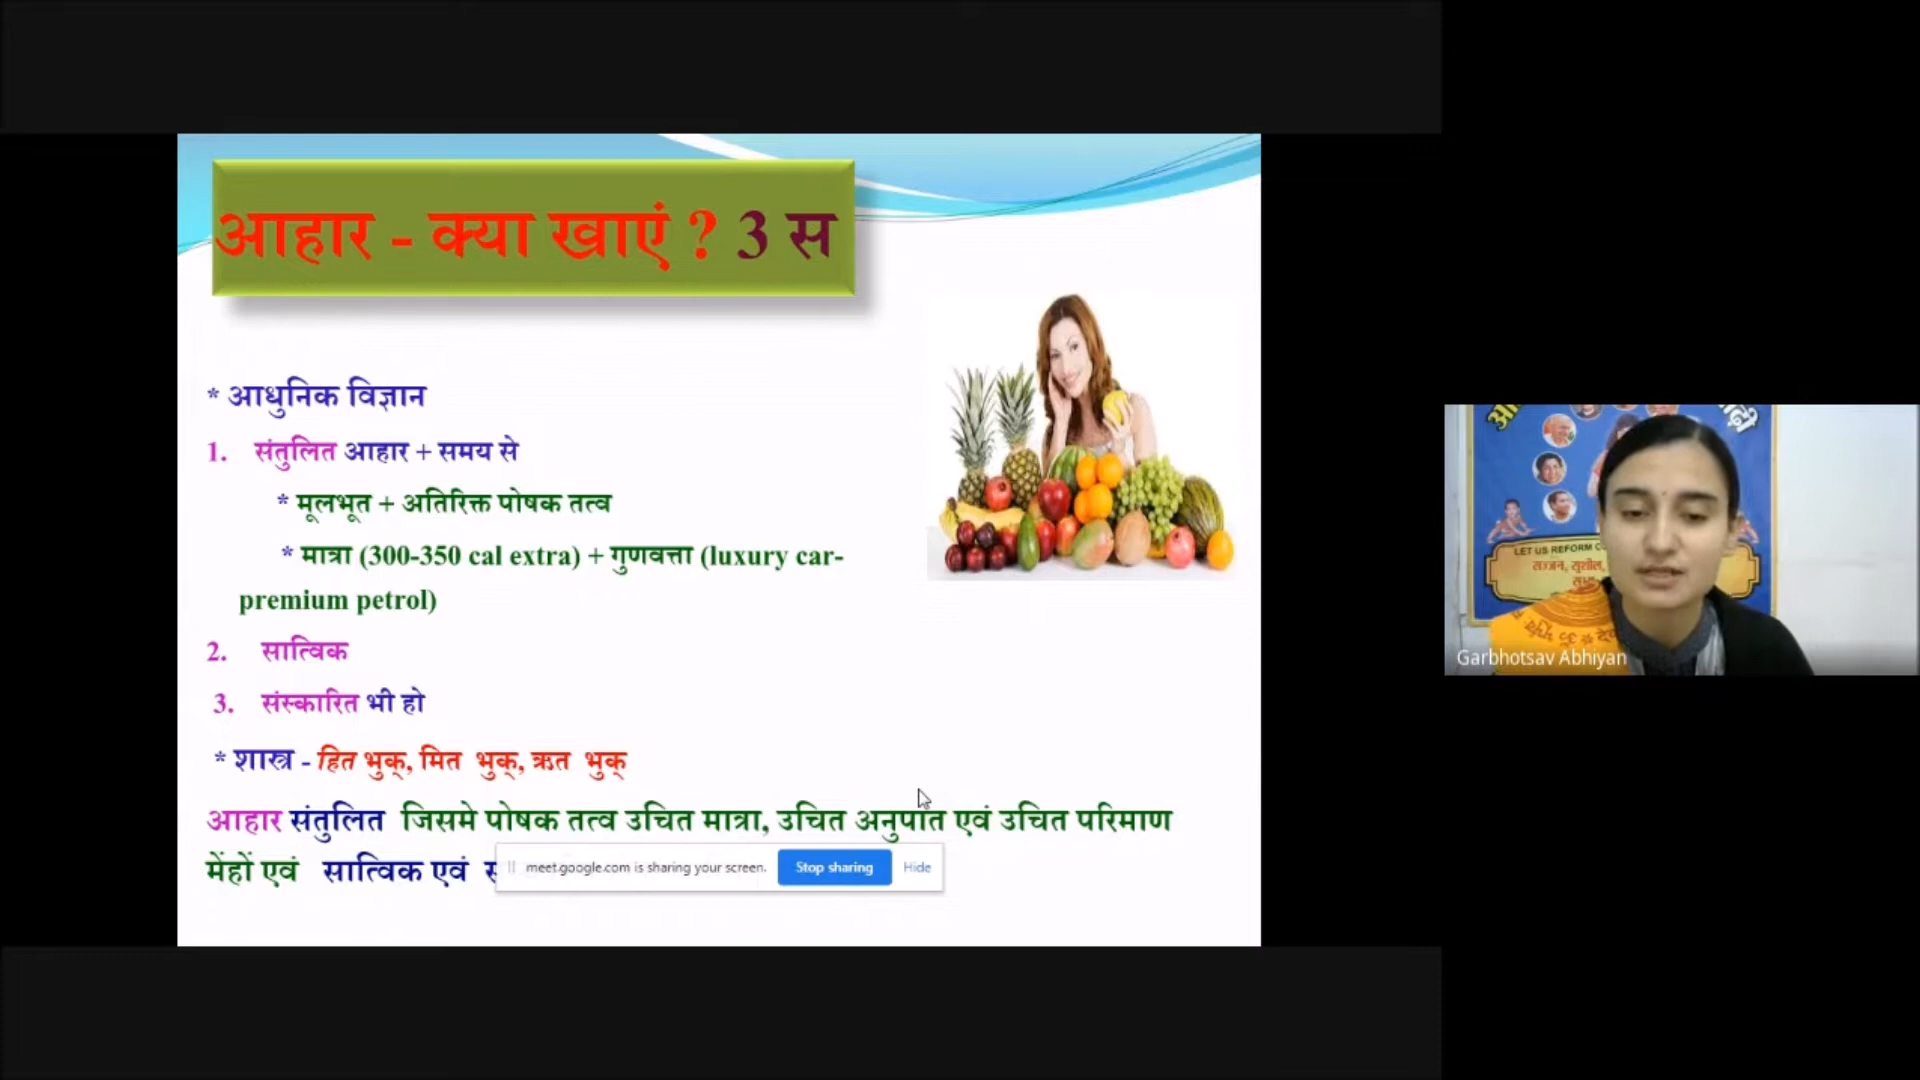 आहार - क्या खाएं ? 3 स
* आधुनिक विज्ञान
1. संतुलित आहार + समय से
* मूलभूत + अतिरिक्त पोषक तत्व
* मात्रा (300-350 cal extra) + गुणवत्ता (luxury car-
premium petrol)
2. सात्विक
3. संस्कारित भी हो
* शास्त्र - हित भुक्, मित भुक्, ऋत भुक्
आहार संतुलित जिसमे पोषक तत्व उचित मात्रा, उचित अनुपात एवं उचित परिमाण
मेंहों एवं सात्विक एवं
meet.google.com is sharing your screen. Stop sharing Hide
LET US REFORM
सज्जन, सुशील,
Garbhotsav Abhiyan